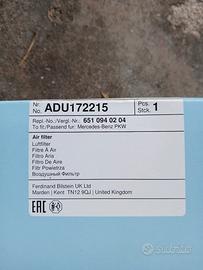 Nr.
No. ADU172215 Pcs. 1
Stck.
Repl.-No./Vergl.-Nr.: 651 094 02 04
To fit/Passend fur: Mercedes-Benz PKW
Air filter
Luftfilter
Filtre À Air
Filtro Aria
Filtro De Aire
Filtr Powietrza
Воздушный Фильтр
Ferdinand Bilstein UK Ltd
Marden | Kent TN12 9QJ | United Kingdom
EAC
subito